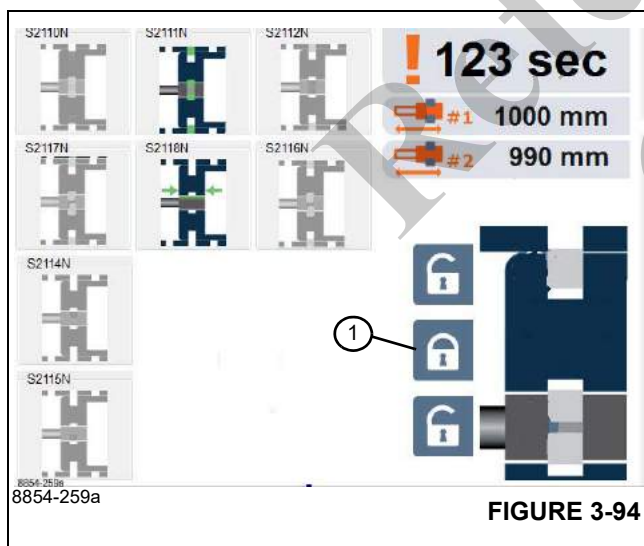 S2110N S2111N S2112N
! 123 sec
#1 1000 mm
S2117N S2118N S2116N
#2 990 mm
S2114N
1
S2115N
8854-259a
8854-259a
FIGURE 3-94